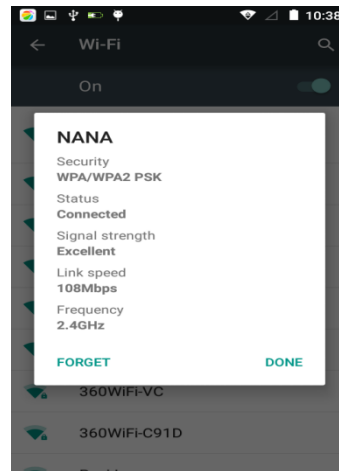 10:38
Wi-Fi
On
NANA
Security
WPA/WPA2 PSK
Status
Connected
Signal strength
Excellent
Link speed
108Mbps
Frequency
2.4GHz
FORGET DONE
360WiFi-VC
360WiFi-C91D